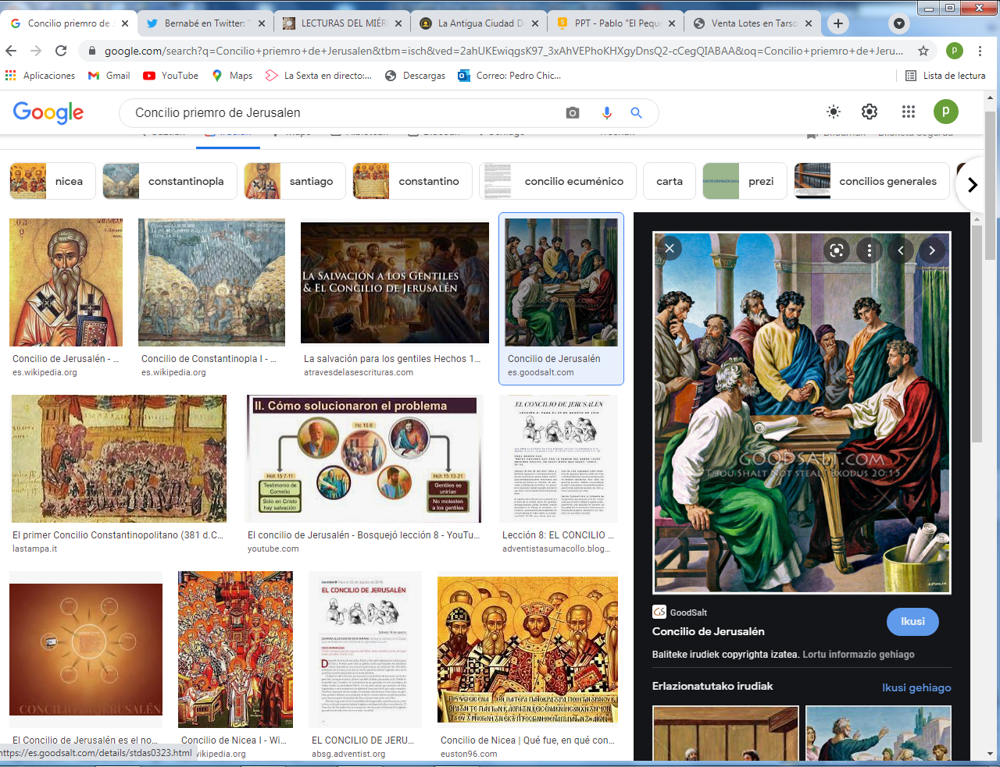 Concilio priemro de J
Bernabé en Twitter: "
LECTURAS DEL MIÉR
La Antigua Ciudad D
PPT - Pablo "El Pequ
Venta Lotes en Tarso
google.com/search?q=Concilio+priemro+de+Jerusalen&tbm=isch&ved=2ahUKEwiqgsK97_3xAhVEPhoKHXgyDnsQ2-cCegQIABAA&oq=Concilio+priemro+de+Jeru...
p
Aplicaciones
Gmail
YouTube
Maps
La Sexta en directo:...
Descargas
Correo: Pedro Chic...
Lista de lectura
Google
Concilio priemro de Jerusalen
p
nicea
constantinopla
santiago
constantino
concilio ecuménico
carta
prezi
concilios generales
LA SALVACIÓN A LOS GENTILES
& EL CONCILIO DE JERUSALÉN
Concilio de Jerusalén - ...
es.wikipedia.org
Concilio de Constantinopla I - ...
es.wikipedia.org
La salvación para los gentiles Hechos 1...
atravesdelasescrituras.com
Concilio de Jerusalén
es.goodsalt.com
II. Cómo solucionaron el problema
Hc 15:6
Hch 15:7-11
Testimonio de
Cornelio
Solo en Cristo
hay salvación
Hch 15:13-21
Gentiles se
unirían
No molesten
a los gentiles
EL CONCILIO DE JERUSALÉN
El primer Concilio Constantinopolitano (381 d.C...
lastampa.it
El concilio de Jerusalén - Bosquejó lección 8 - YouTu...
youtube.com
Lección 8: EL CONCILIO ...
adventistasumacollo.blog...
CONCILIO DE JERUSALÉN
EL CONCILIO DE JERUSALÉN
El Concilio de Jerusalén es el no...
Concilio de Nicea I - Wi...
wikipedia.org
EL CONCILIO DE JERU...
absg.adventist.org
Concilio de Nicea | Qué fue, en qué con...
euston96.com
https://es.goodsalt.com/details/stdas0323.html
GOODSALT.COM
THOU SHALT NOT STEAL EXODUS 20:15
GS GoodSalt
Concilio de Jerusalén
Ikusi
Baliteke irudiek copyrighta izatea. Lortu informazio gehiago
Erlazionatutako irudiak
Ikusi gehiago